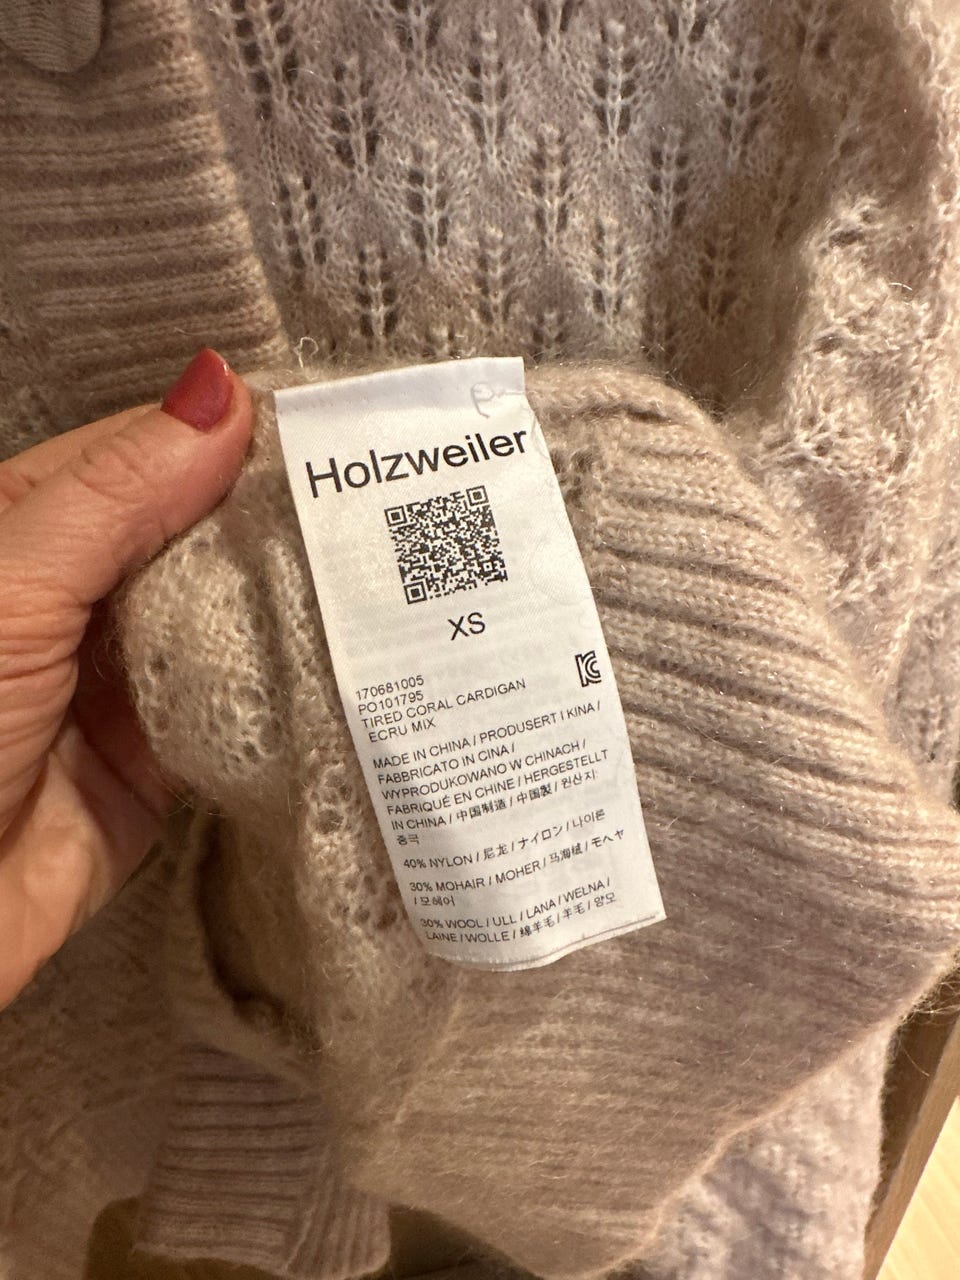 Holzweiler
XS
170681005
PO101795
TIRED CORAL CARDIGAN
ECRU MIX
MADE IN CHINA / PRODUSERT I KINA /
FABBRICATO IN CINA /
WYPRODUKOWANO W CHINACH /
FABRIQUÉ EN CHINE / HERGESTELLT
IN CHINA / 中国制造 / 中国製 / 원산지:
중국
40% NYLON / 尼龙 / ナイロン / 나이론
30% MOHAIR / MOHER / 马海绒 / モヘヤ
/ 모헤어
30% WOOL / ULL / LANA / WELNA /
LAINE / WOLLE / 綿羊毛 / 羊毛 / 양모